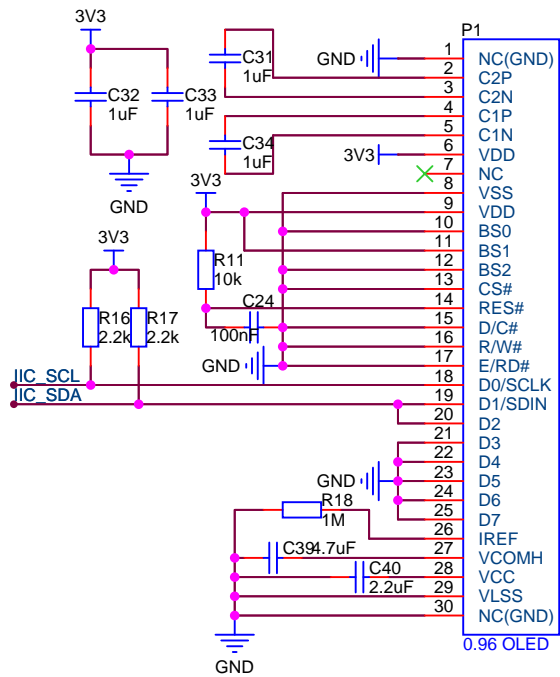 P1
3V3
C32
1uF
C33
1uF
GND
C31
1uF
C34
1uF
GND
3V3
3V3
R11
10k
C24
100nF
GND
3V3
R16
2.2k
R17
2.2k
IIC_SCL
IIC_SDA
GND
R18
1M
C39
4.7uF
C40
2.2uF
GND
1 NC(GND)
2 C2P
3 C2N
4 C1P
5 C1N
6 VDD
7 NC
8 VSS
9 VDD
10 BS0
11 BS1
12 BS2
13 CS#
14 RES#
15 D/C#
16 R/W#
17 E/RD#
18 D0/SCLK
19 D1/SDIN
20 D2
21 D3
22 D4
23 D5
24 D6
25 D7
26 IREF
27 VCOMH
28 VCC
29 VLSS
30 NC(GND)
0.96 OLED